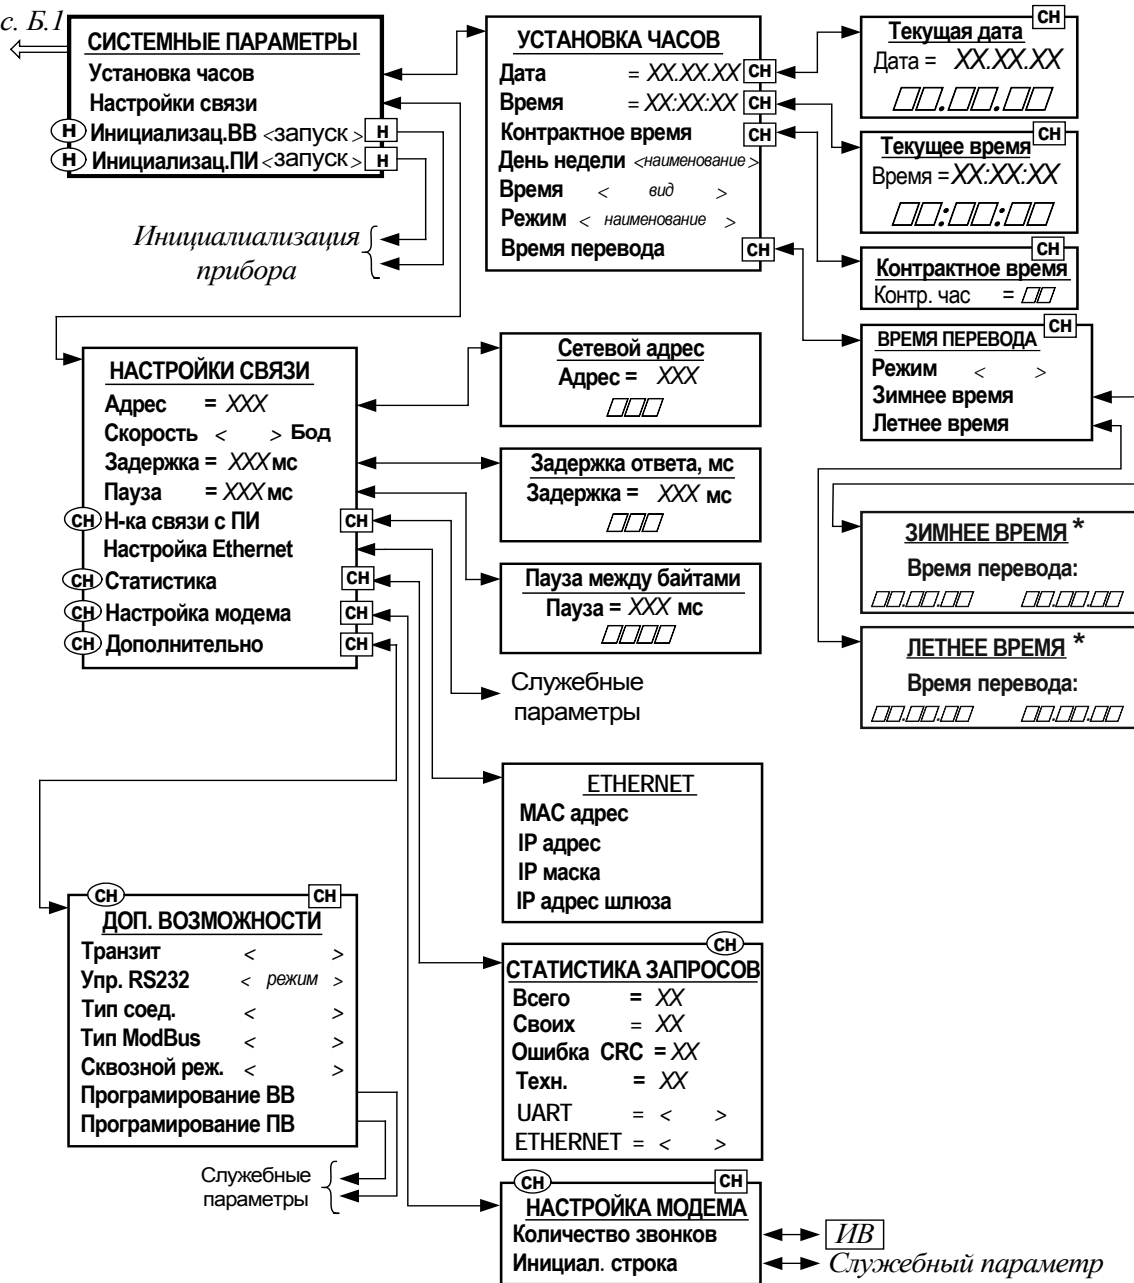 с. Б.1
СИСТЕМНЫЕ ПАРАМЕТРЫ
Установка часов
Настройки связи
Н Инициализац.ВВ <запуск> Н
Н Инициализац.ПИ <запуск> Н
Инициалиализация
прибора
УСТАНОВКА ЧАСОВ
Дата = XX.XX.XX СН
Время = XX:XX:XX СН
Контрактное время СН
День недели <наименование>
Время < вид >
Режим < наименование >
Время перевода СН
СН
Текущая дата
Дата = XX.XX.XX
СН
Текущее время
Время = XX:XX:XX
СН
Контрактное время
Контр. час =
СН
ВРЕМЯ ПЕРЕВОДА
Режим < >
Зимнее время
Летнее время
ЗИМНЕЕ ВРЕМЯ *
Время перевода:
ЛЕТНЕЕ ВРЕМЯ *
Время перевода:
НАСТРОЙКИ СВЯЗИ
Адрес = XXX
Скорость < > Бод
Задержка = XXX мс
Пауза = XXX мс
СН Н-ка связи с ПИ СН
Настройка Ethernet
СН Статистика СН
СН Настройка модема СН
СН Дополнительно СН
Сетевой адрес
Адрес = XXX
Задержка ответа, мс
Задержка = XXX мс
Пауза между байтами
Пауза = XXX мс
Служебные
параметры
ETHERNET
MAC адрес
IP адрес
IP маска
IP адрес шлюза
СН СН
ДОП. ВОЗМОЖНОСТИ
Транзит < >
Упр. RS232 < режим >
Тип соед. < >
Тип ModBus < >
Сквозной реж. < >
Програмирование ВВ
Програмирование ПВ
Служебные
параметры
СН
СТАТИСТИКА ЗАПРОСОВ
Всего = XX
Своих = XX
Ошибка CRC = XX
Техн. = XX
UART = < >
ETHERNET = < >
СН СН
НАСТРОЙКА МОДЕМА
Количество звонков
Инициал. строка
ИВ
Служебный параметр